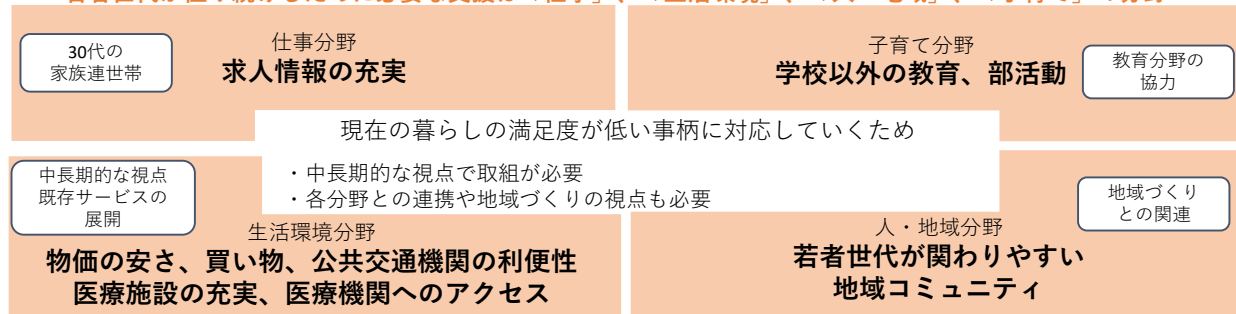 30代の
家族連世帯
仕事分野
求人情報の充実
子育て分野
学校以外の教育、部活動
教育分野の
協力
現在の暮らしの満足度が低い事柄に対応していくため
・中長期的な視点で取組が必要
・各分野との連携や地域づくりの視点も必要
中長期的な視点
既存サービスの
展開
生活環境分野
物価の安さ、買い物、公共交通機関の利便性
医療施設の充実、医療機関へのアクセス
地域づくり
との関連
人・地域分野
若者世代が関わりやすい
地域コミュニティ